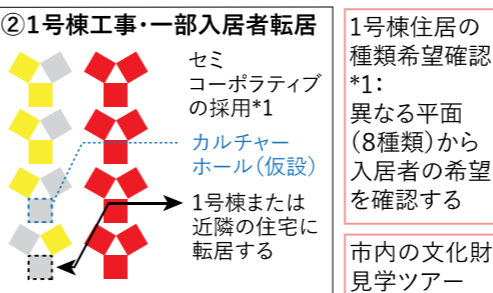 ②1号棟工事･一部入居者転居
セミ
コーポラティブ
の採用*1
カルチャー
ホール(仮設)
1号棟または
近隣の住宅に
転居する
1号棟住居の
種類希望確認
*1:
異なる平面
(8種類)から
入居者の希望
を確認する
市内の文化財
見学ツアー